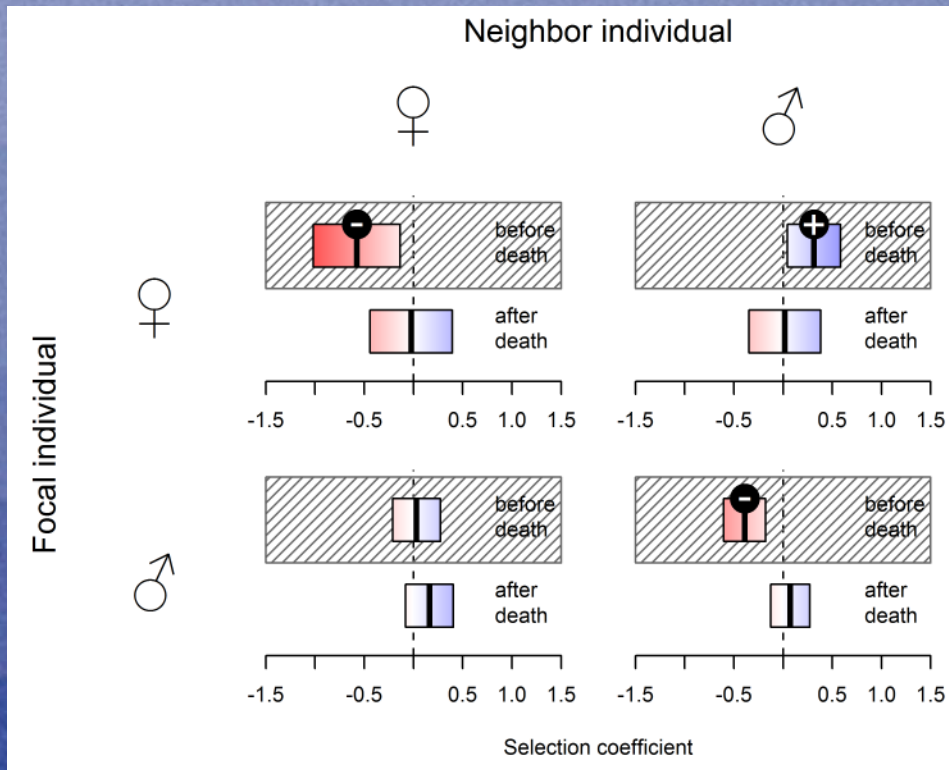 Neighbor individual
♀ ♂
Focal individual
♀
before
death
-
before
death
+
after
death
after
death
-1.5 -0.5 0.5 1.0 1.5
-1.5 -0.5 0.5 1.0 1.5
♂
before
death
before
death
-
after
death
after
death
-1.5 -0.5 0.5 1.0 1.5
-1.5 -0.5 0.5 1.0 1.5
Selection coefficient